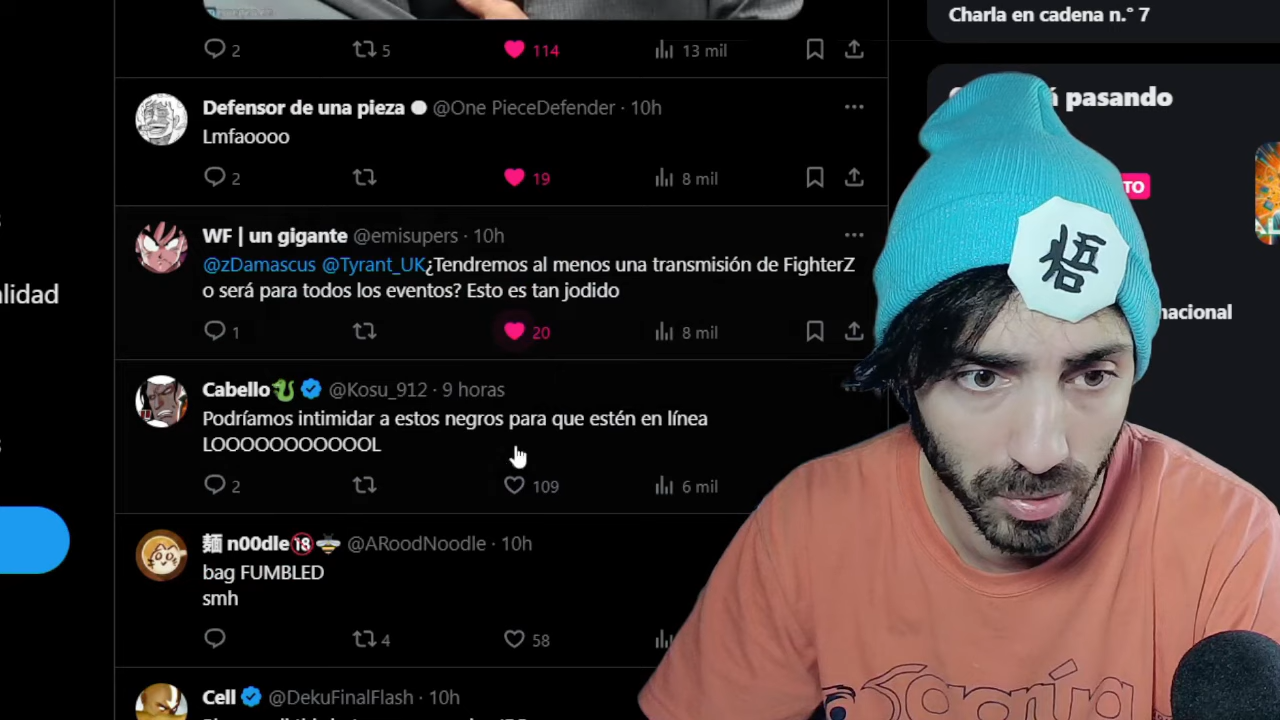 Charla en cadena n.° 7
2 5 114 13 mil
pasando
Defensor de una pieza @One PieceDefender · 10h
Lmfaoooo
2 19 8 mil
TO
WF | un gigante @emisupers · 10h
@zDamascus @Tyrant_UK¿Tendremos al menos una transmisión de FighterZ
o será para todos los eventos? Esto es tan jodido
alidad
nacional
1 20 8 mil
Cabello @Kosu_912 · 9 horas
Podríamos intimidar a estos negros para que estén en línea
LOOOOOOOOOOOL
2 109 6 mil
麺 n00dle🔞 @ARoodNoodle · 10h
bag FUMBLED
smh
4 58
Cell @DekuFinalFlash · 10h
悟